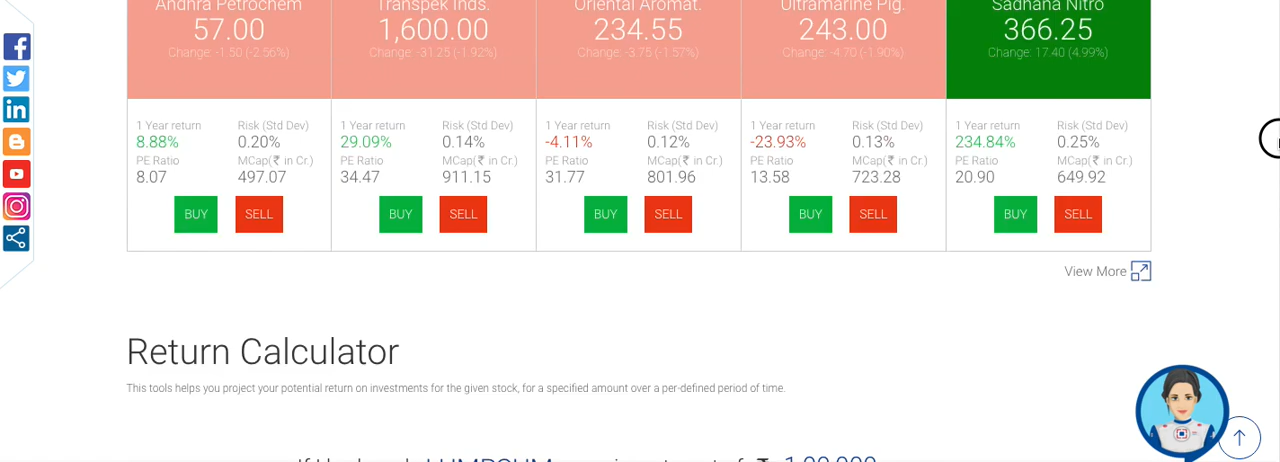 Andhra Petrochem
57.00
Change: -1.50 (-2.56%)
Transpek Inds.
1,600.00
Change: -31.25 (-1.92%)
Oriental Aromat.
234.55
Change: -3.75 (-1.57%)
Ultramarine Pig.
243.00
Change: -4.70 (-1.90%)
Sadhana Nitro
366.25
Change: 17.40 (4.99%)
1 Year return
8.88%
Risk (Std Dev)
0.20%
PE Ratio
8.07
MCap(₹ in Cr.)
497.07
BUY
SELL
1 Year return
29.09%
Risk (Std Dev)
0.14%
PE Ratio
34.47
MCap(₹ in Cr.)
911.15
BUY
SELL
1 Year return
-4.11%
Risk (Std Dev)
0.12%
PE Ratio
31.77
MCap(₹ in Cr.)
801.96
BUY
SELL
1 Year return
-23.93%
Risk (Std Dev)
0.13%
PE Ratio
13.58
MCap(₹ in Cr.)
723.28
BUY
SELL
1 Year return
234.84%
Risk (Std Dev)
0.25%
PE Ratio
20.90
MCap(₹ in Cr.)
649.92
BUY
SELL
View More
Return Calculator
This tools helps you project your potential return on investments for the given stock, for a specified amount over a per-defined period of time.